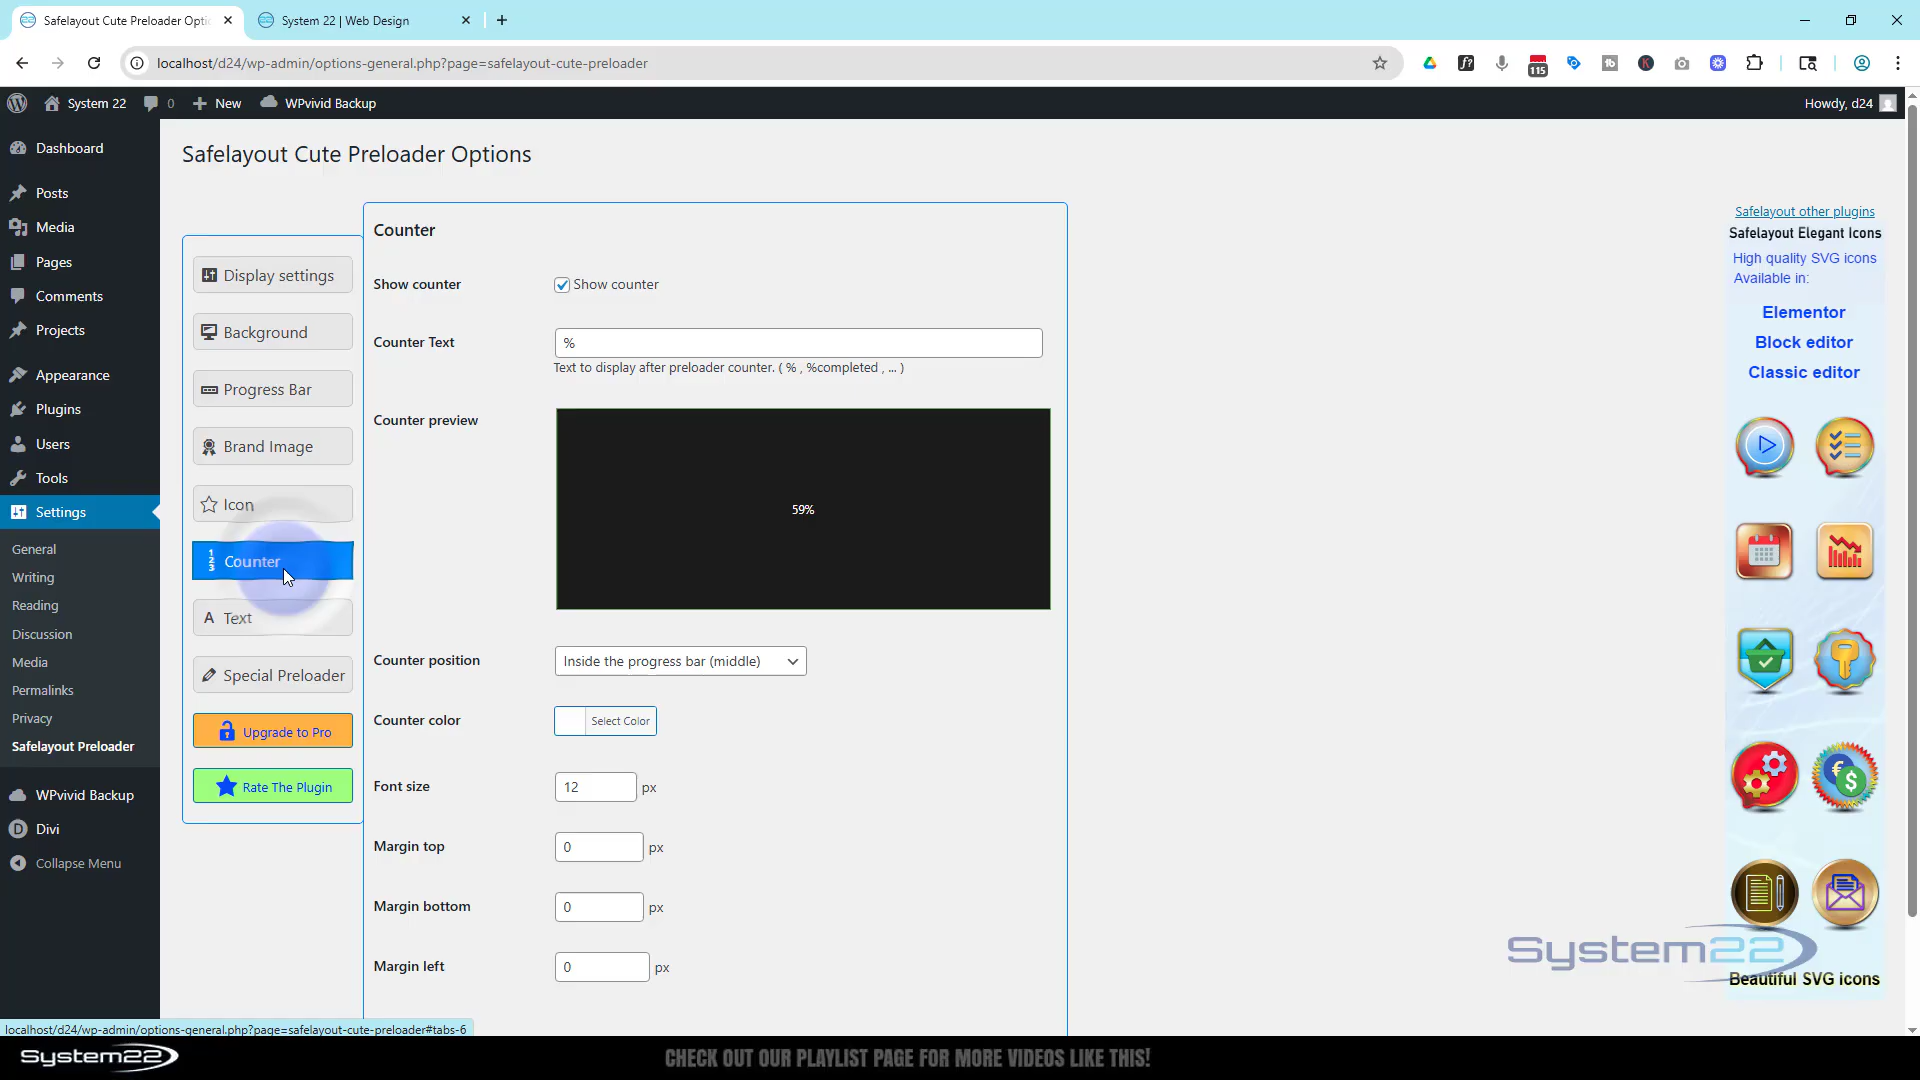 Safelayout Cute Preloader Opti
System 22 | Web Design
localhost/d24/wp-admin/options-general.php?page=safelayout-cute-preloader
115
System 22
0
New
WPvivid Backup
Howdy, d24
Dashboard
Posts
Media
Pages
Comments
Projects
Appearance
Plugins
Users
Tools
Settings
General
Writing
Reading
Discussion
Media
Permalinks
Privacy
Safelayout Preloader
WPvivid Backup
Divi
Collapse Menu
Safelayout Cute Preloader Options
Display settings
Background
Progress Bar
Brand Image
Icon
Counter
Text
Special Preloader
Upgrade to Pro
Rate The Plugin
Counter
Show counter
Show counter
Counter Text
%
Text to display after preloader counter. ( % , %completed , ... )
Counter preview
59%
Counter position
Inside the progress bar (middle)
Counter color
Select Color
Font size
12
px
Margin top
0
px
Margin bottom
0
px
Margin left
0
px
Safelayout other plugins
Safelayout Elegant Icons
High quality SVG icons
Available in:
Elementor
Block editor
Classic editor
System22
Beautiful SVG icons
localhost/d24/wp-admin/options-general.php?page=safelayout-cute-preloader#tabs-6
System22
CHECK OUT OUR PLAYLIST PAGE FOR MORE VIDEOS LIKE THIS!